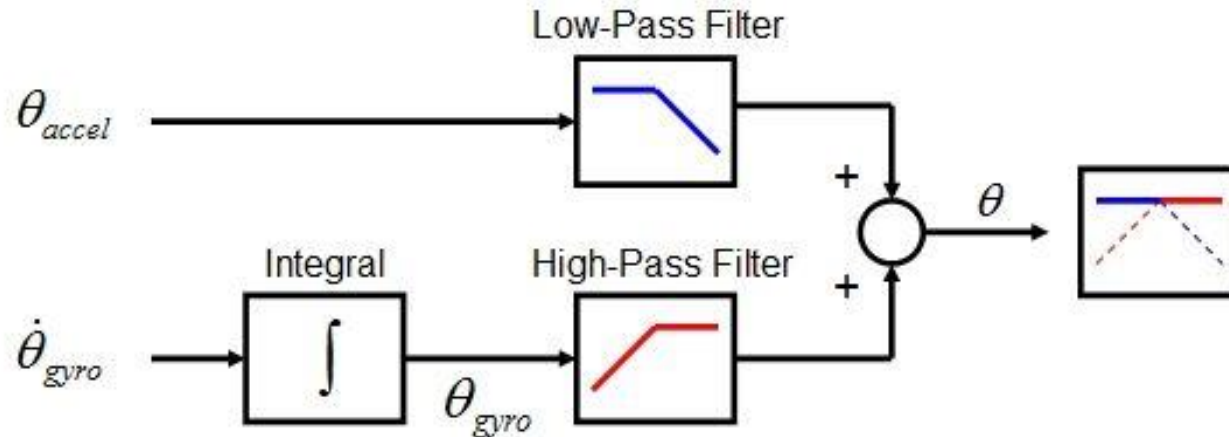 Low-Pass Filter
θaccel
+
θ
Integral
High-Pass Filter
+
θ̇gyro
∫
θgyro